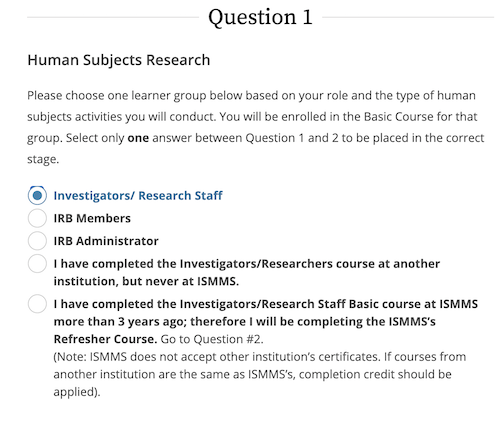 Question 1
Human Subjects Research
Please choose one learner group below based on your role and the type of human
subjects activities you will conduct. You will be enrolled in the Basic Course for that
group. Select only one answer between Question 1 and 2 to be placed in the correct
stage.
Investigators/ Research Staff
IRB Members
IRB Administrator
I have completed the Investigators/Researchers course at another
institution, but never at ISMMS.
I have completed the Investigators/Research Staff Basic course at ISMMS
more than 3 years ago; therefore I will be completing the ISMMS's
Refresher Course. Go to Question #2.
(Note: ISMMS does not accept other institution's certificates. If courses from
another institution are the same as ISMMS's, completion credit should be
applied).